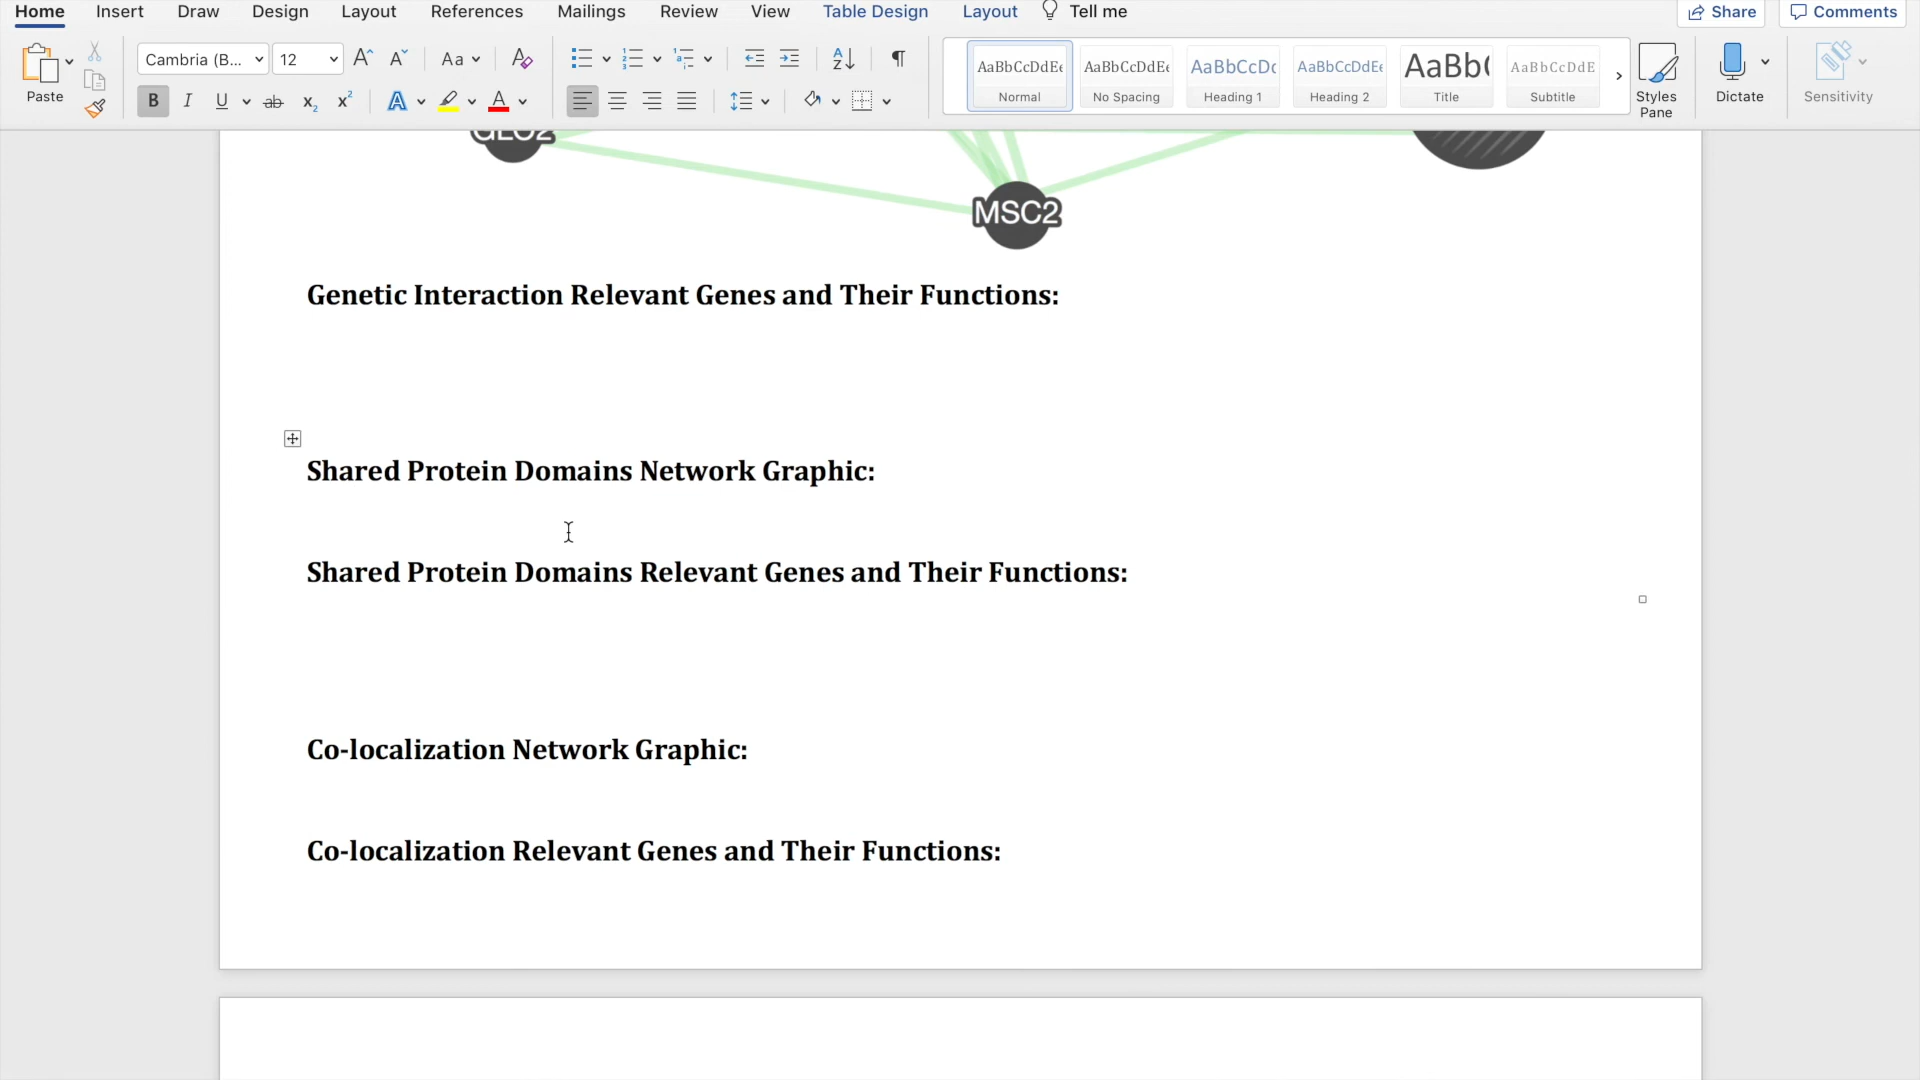 Home Insert Draw Design Layout References Mailings Review View Table Design Layout Tell me Share Comments
Paste
Cambria (B... 12 Aa
AaBbCcDdEe AaBbCcDdEe AaBbCcDc AaBbCcDdEe AaBb( AaBbCcDdE
Normal No Spacing Heading 1 Heading 2 Title Subtitle
Styles Pane
Dictate
Sensitivity
GLO2
MSC2
Genetic Interaction Relevant Genes and Their Functions:
Shared Protein Domains Network Graphic:
Shared Protein Domains Relevant Genes and Their Functions:
Co-localization Network Graphic:
Co-localization Relevant Genes and Their Functions: